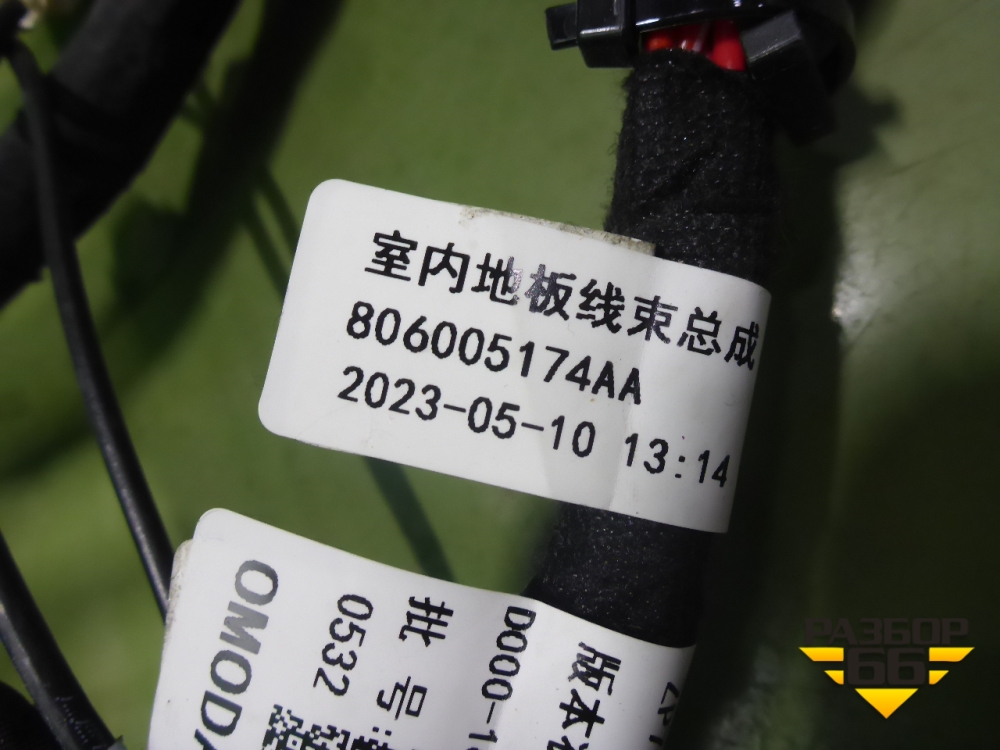 室内地板线束总成
806005174AA
2023-05-10 13:14
版本
D000-1
批号
0532
OMODA
РАЗБОР
66